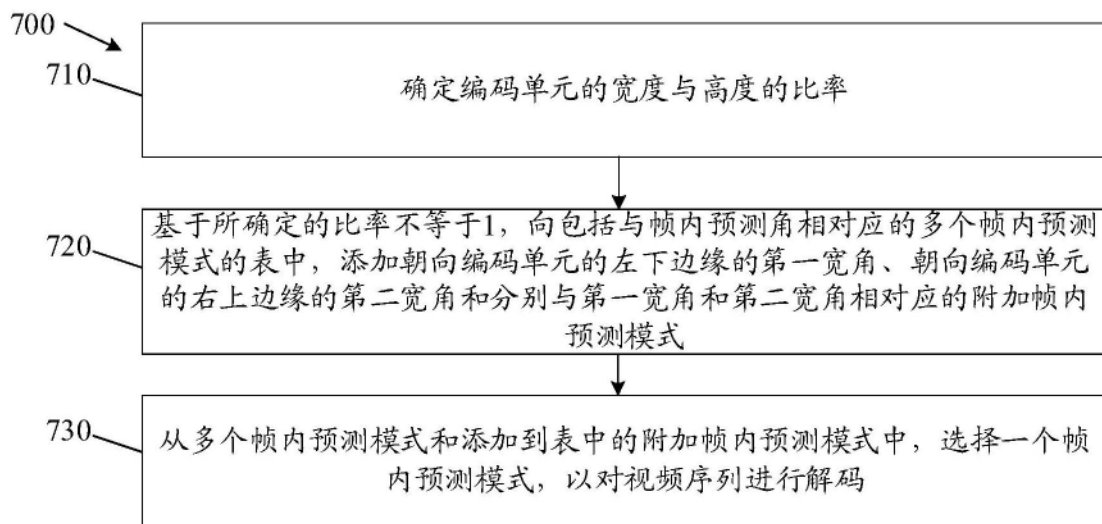 700
710
确定编码单元的宽度与高度的比率
720
基于所确定的比率不等于1，向包括与帧内预测角相对应的多个帧内预测
模式的表中，添加朝向编码单元的左下边缘的第一宽角、朝向编码单元
的右上边缘的第二宽角和分别与第一宽角和第二宽角相对应的附加帧内
预测模式
730
从多个帧内预测模式和添加到表中的附加帧内预测模式中，选择一个帧
内预测模式，以对视频序列进行解码